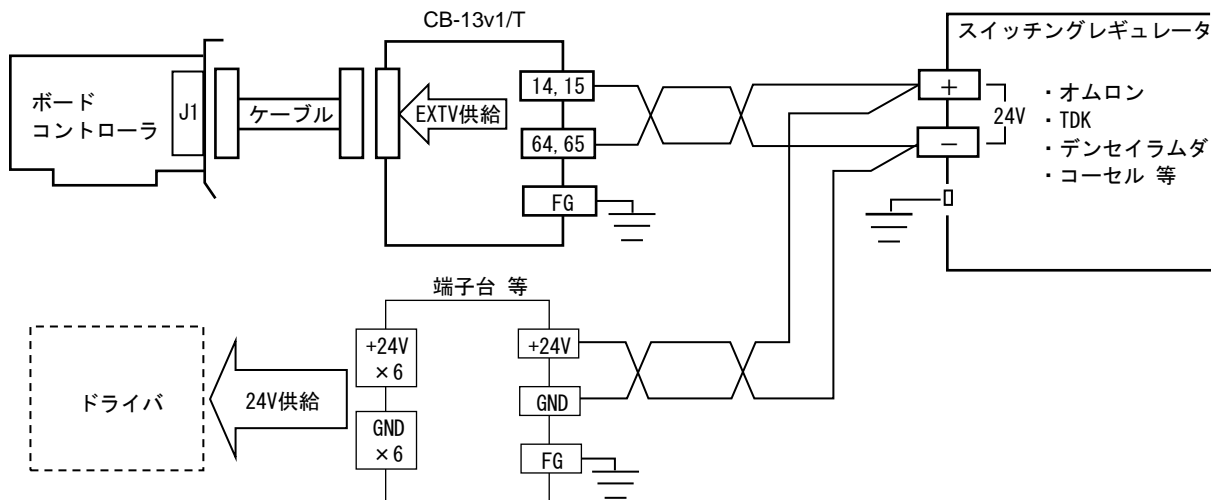 CB-13v1/T
スイッチングレギュレータ
ボード
コントローラ
J1
ケーブル
EXTV供給
14,15
64,65
FG
+
−
24V
・オムロン
・TDK
・デンセイラムダ
・コーセル 等
端子台 等
ドライバ
24V供給
+24V
×6
GND
×6
+24V
GND
FG